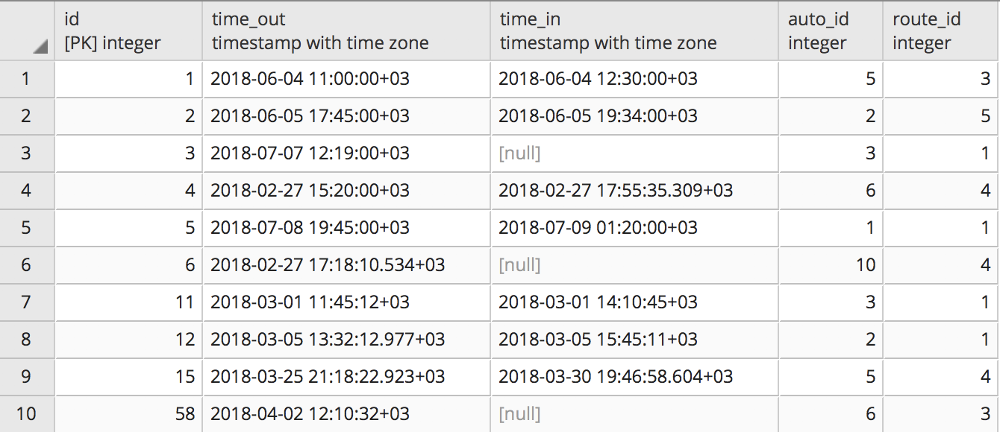 id time_out time_in auto_id route_id
[PK] integer timestamp with time zone timestamp with time zone integer integer
1 1 2018-06-04 11:00:00+03 2018-06-04 12:30:00+03 5 3
2 2 2018-06-05 17:45:00+03 2018-06-05 19:34:00+03 2 5
3 3 2018-07-07 12:19:00+03 [null] 3 1
4 4 2018-02-27 15:20:00+03 2018-02-27 17:55:35.309+03 6 4
5 5 2018-07-08 19:45:00+03 2018-07-09 01:20:00+03 1 1
6 6 2018-02-27 17:18:10.534+03 [null] 10 4
7 11 2018-03-01 11:45:12+03 2018-03-01 14:10:45+03 3 1
8 12 2018-03-05 13:32:12.977+03 2018-03-05 15:45:11+03 2 1
9 15 2018-03-25 21:18:22.923+03 2018-03-30 19:46:58.604+03 5 4
10 58 2018-04-02 12:10:32+03 [null] 6 3